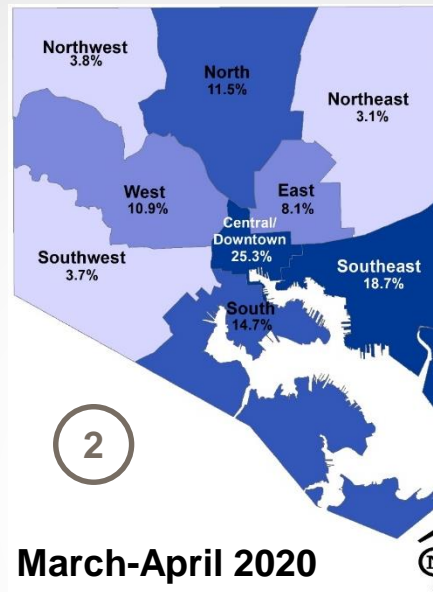 Northwest
3.8%
North
11.5%
Northeast
3.1%
West
10.9%
East
8.1%
Central/
Downtown
25.3%
Southwest
3.7%
Southeast
18.7%
South
14.7%
2
March-April 2020